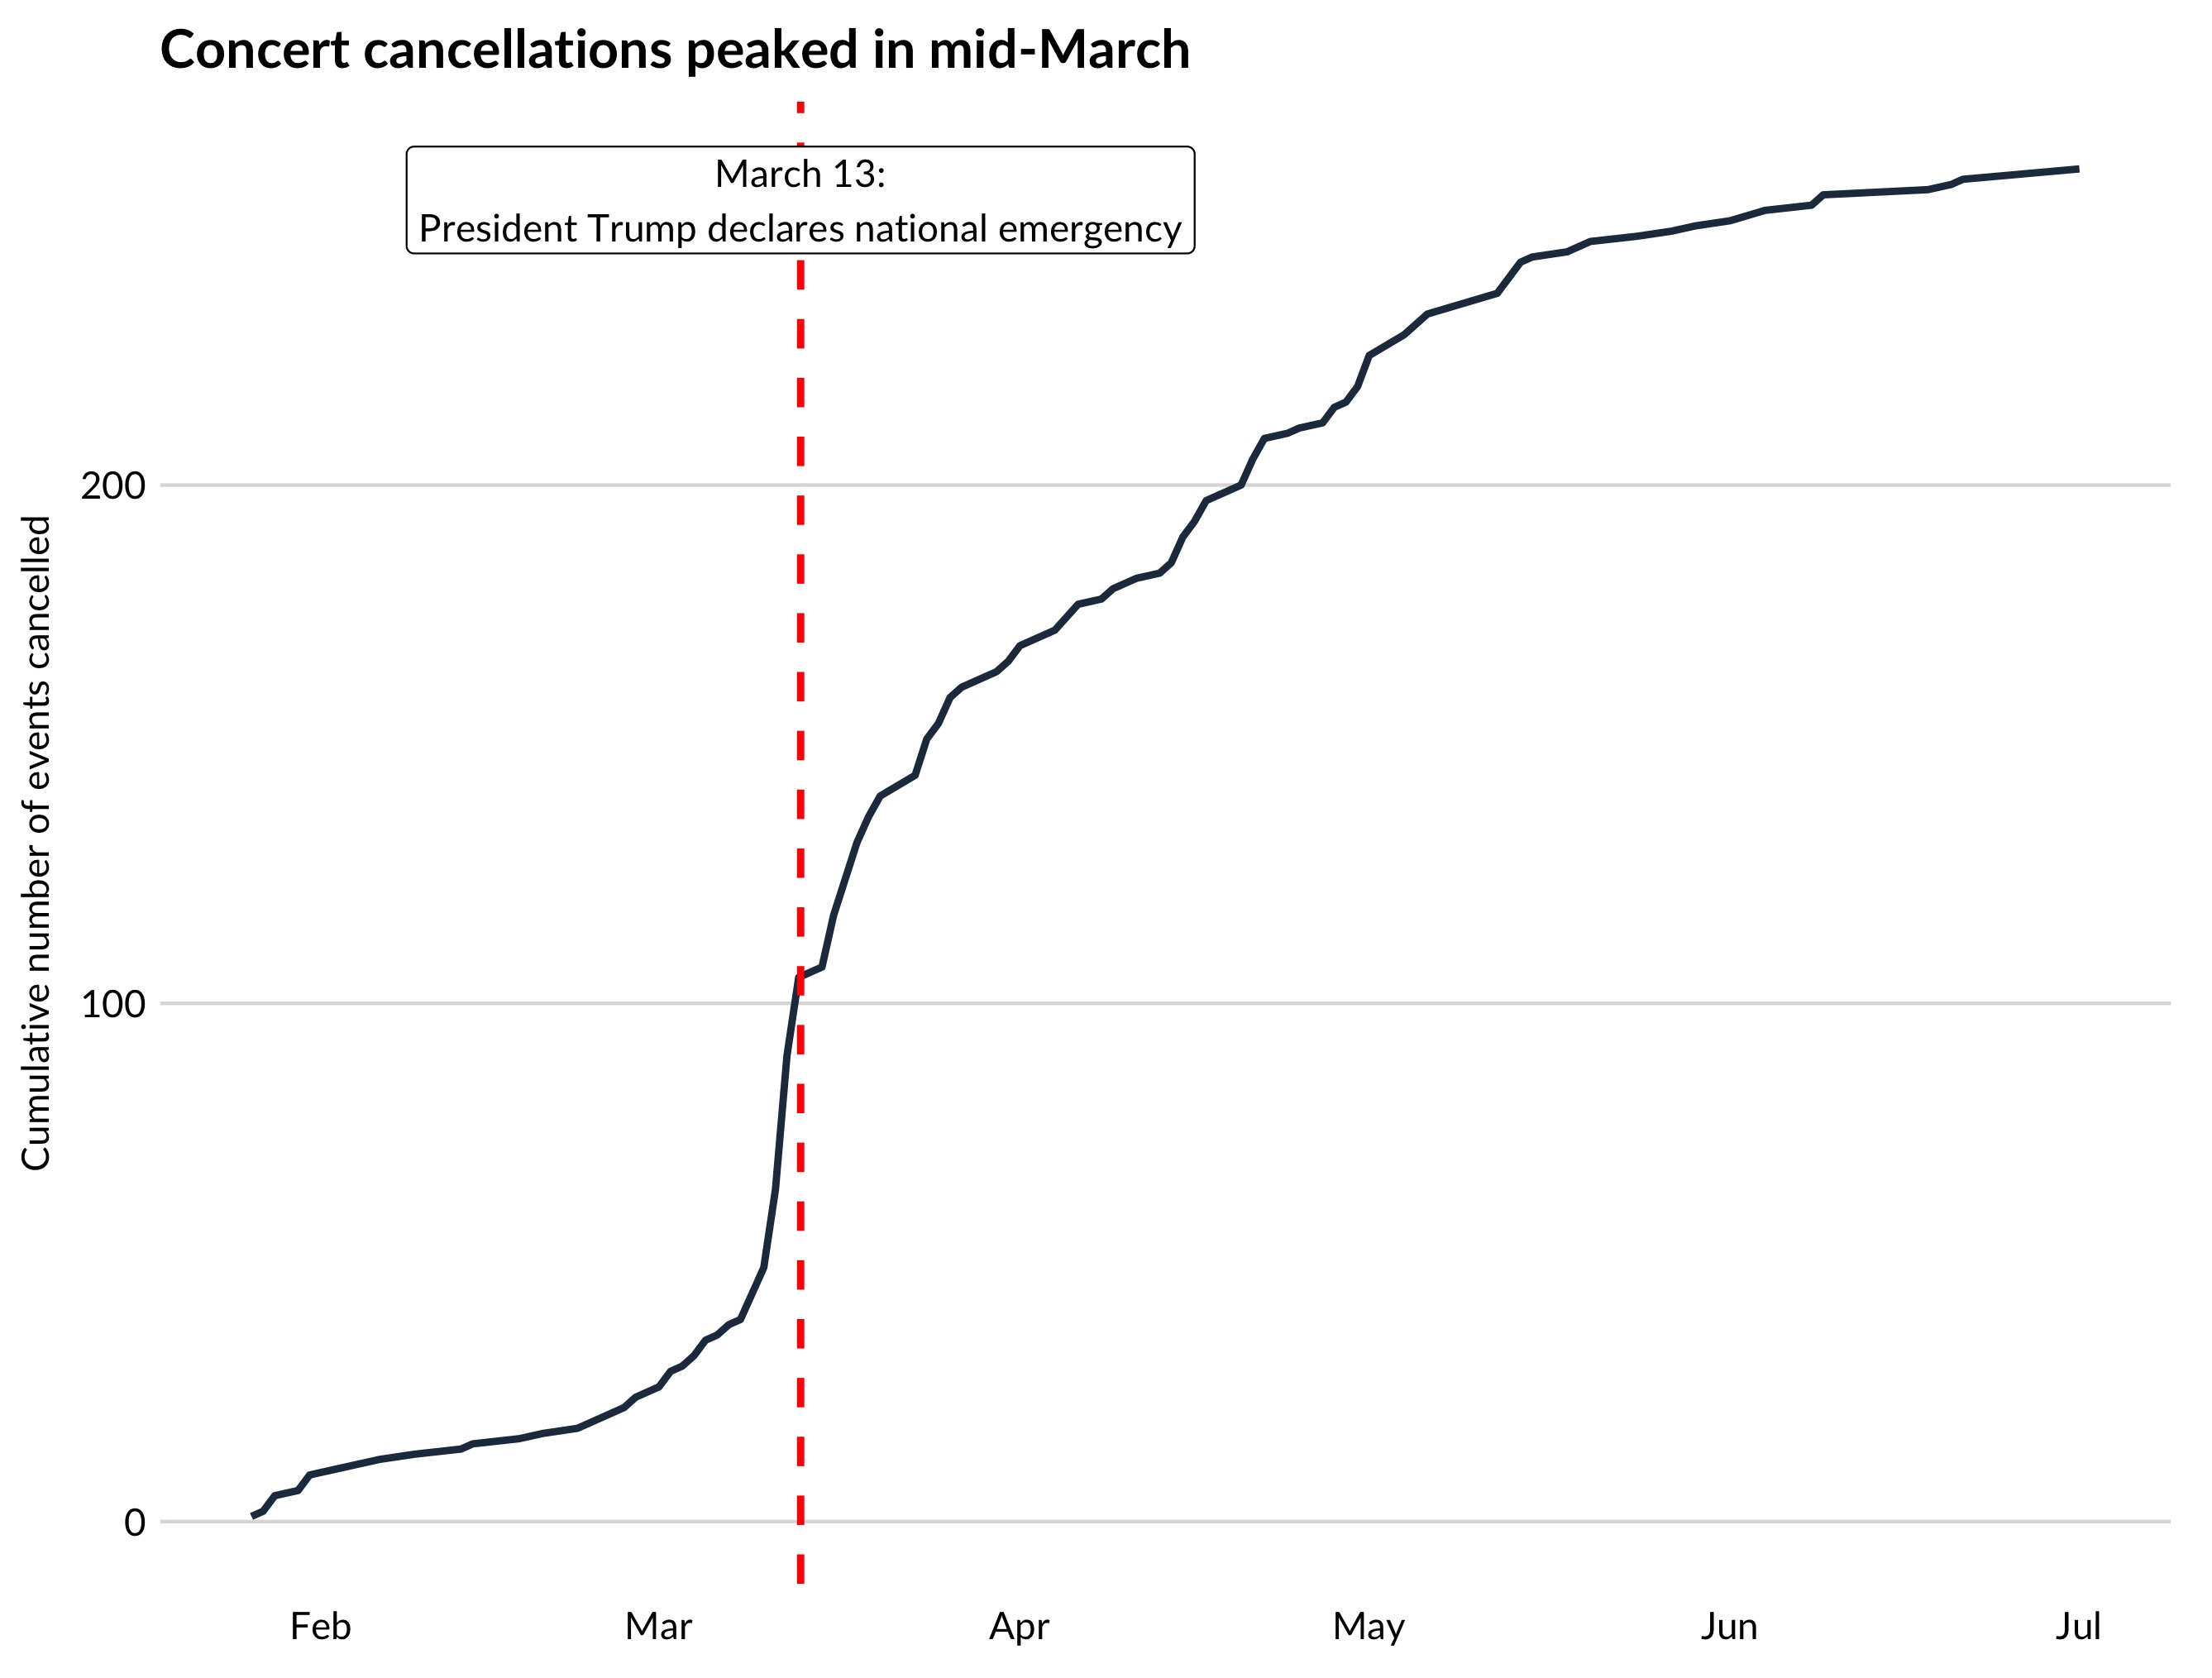 Concert cancellations peaked in mid-March
March 13:
President Trump declares national emergency
Cumulative number of events cancelled
200
100
0
Feb
Mar
Apr
May
Jun
Jul